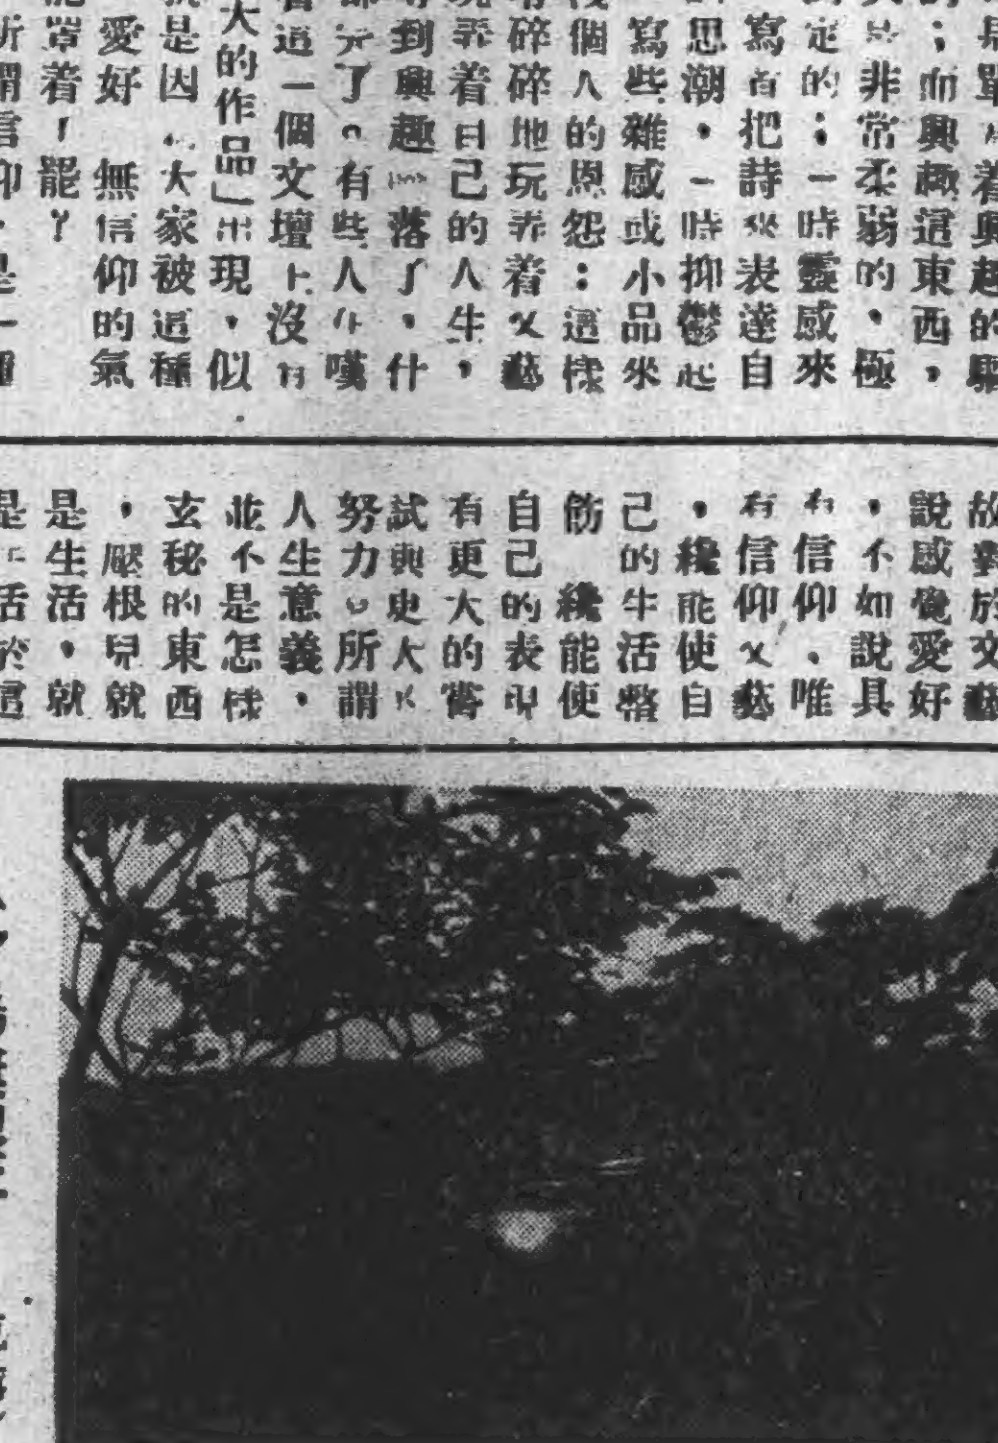 着興趣的
；而興趣這東西，
非常柔弱的，極
定的；一時靈感來
寫首把詩來表達自
思潮，一時抑鬱起
寫些雜感或小品來
個人的恩怨：這樣
碎碎地玩弄着文藝
弄着自己的人生，
到興趣 落了，什
完了。有些人在嘆
這一個文壇上沒有
大的作品」出現，似
是因 大家被這種
愛好 無信仰的氣
罩着，罷？
所謂信仰，是一種
故對於文藝
說感覺愛好
，不如說具
有信仰，唯
有信仰文藝
，纔能使自
己的生活整
飭 纔能使
自己的表現
有更大的嘗
試與更大的
努力。所謂
人生意義，
並不是怎樣
玄秘的東西
，壓根兒就
是生活，就
是 活於這